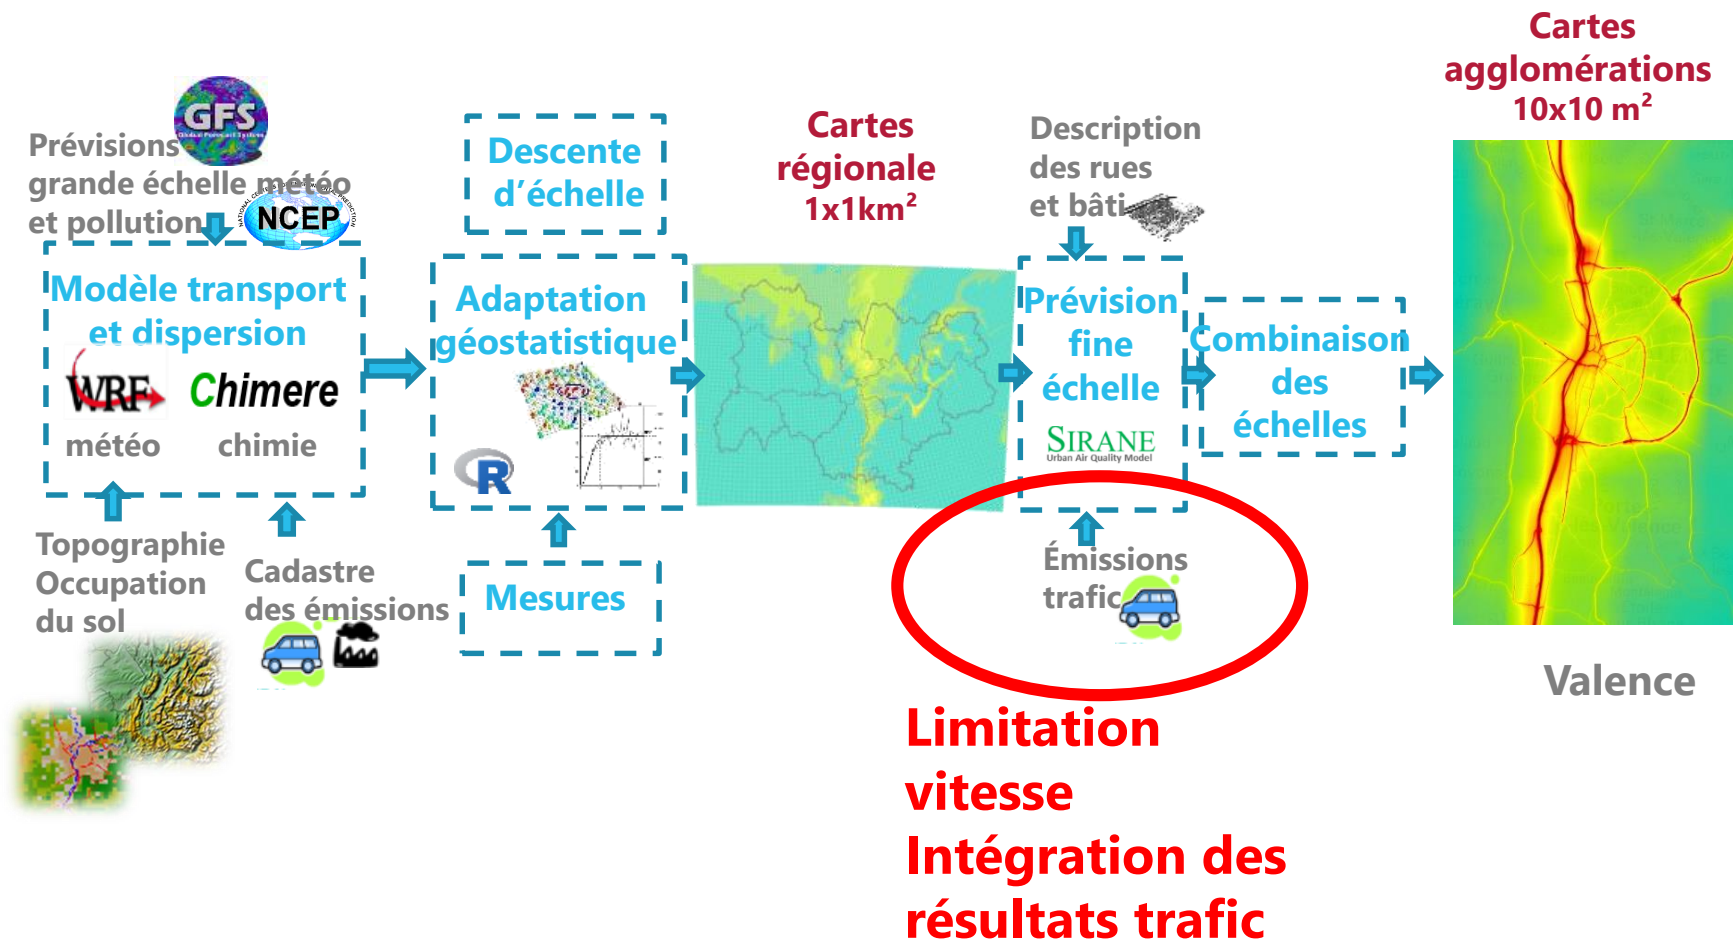 Cartes
agglomérations
10x10 m²
GFS
Prévisions
grande échelle météo
et pollution
NCEP
Descente
d'échelle
Cartes
régionale
1x1km²
Description
des rues
et bâti
Modèle transport
et dispersion
WRF
Chimere
météo
chimie
Adaptation
géostatistique
R
Prévision
fine
échelle
SIRANE
Urban Air Quality Model
Combinaison
des
échelles
Topographie
Occupation
du sol
Cadastre
des émissions
Mesures
Émissions
trafic
Valence
Limitation
vitesse
Intégration des
résultats trafic